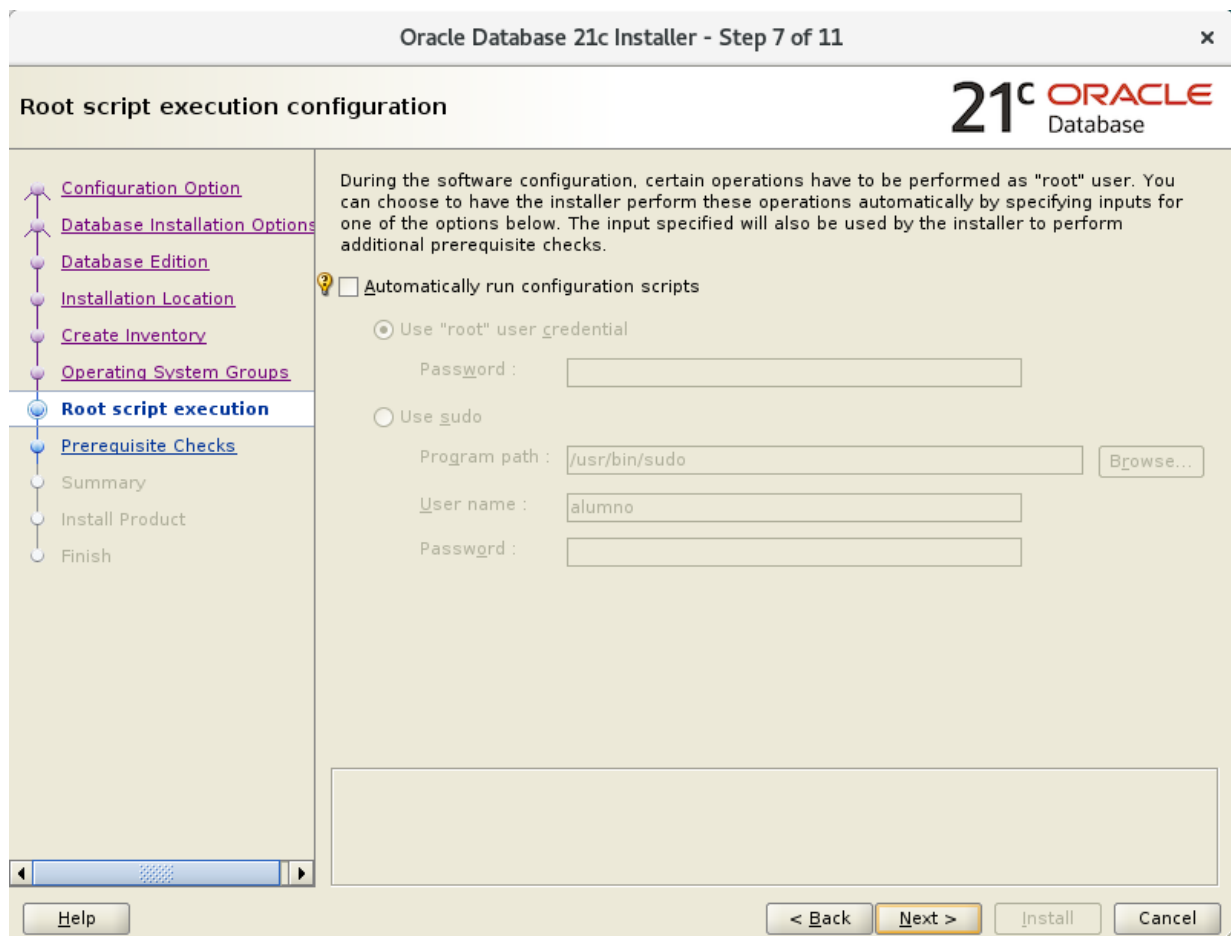 Oracle Database 21c Installer - Step 7 of 11
Root script execution configuration
21c ORACLE
Database
Configuration Option
Database Installation Options
Database Edition
Installation Location
Create Inventory
Operating System Groups
Root script execution
Prerequisite Checks
Summary
Install Product
Finish
During the software configuration, certain operations have to be performed as "root" user. You
can choose to have the installer perform these operations automatically by specifying inputs for
one of the options below. The input specified will also be used by the installer to perform
additional prerequisite checks.
Automatically run configuration scripts
Use "root" user credential
Password :
Use sudo
Program path : /usr/bin/sudo Browse...
User name : alumno
Password :
Help < Back Next > Install Cancel